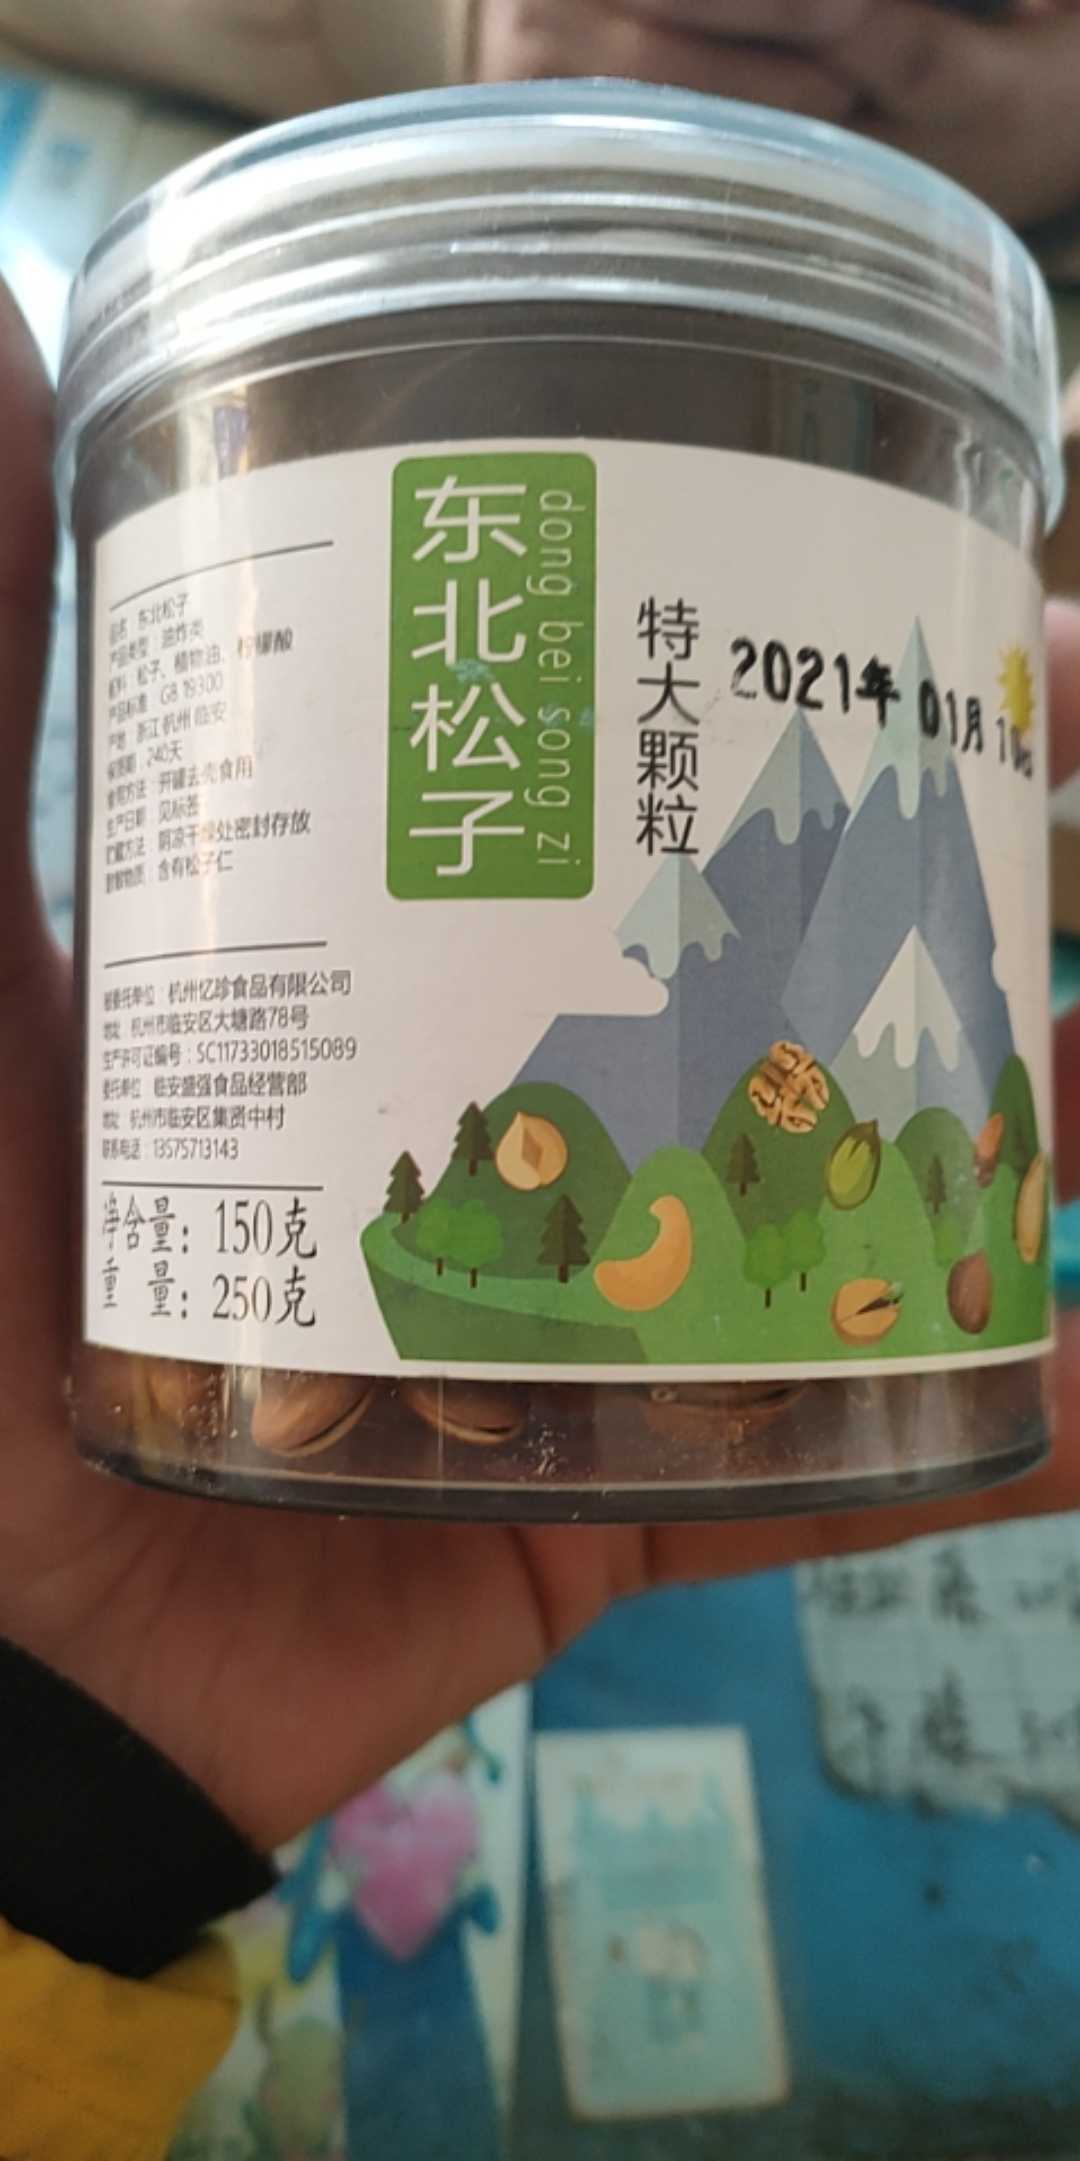 东北松子
dong bei song zi
特大颗粒
2021年 01月 10日
品名：东北松子
产品类型：油炸类
配料：松子、植物油、柠檬酸
产品标准：GB 19300
产地：浙江 杭州 临安
保质期：240天
食用方法：开罐去壳食用
生产日期：见标签
贮藏方法：阴凉干燥处密封存放
致敏物质：含有松子仁
被委托单位：杭州忆珍食品有限公司
地址：杭州市临安区大塘路78号
生产许可证编号：SC11733018515089
委托单位：临安盛强食品经营部
地址：杭州市临安区集贤中村
联系电话：13575713143
净含量：150克
重 量：250克